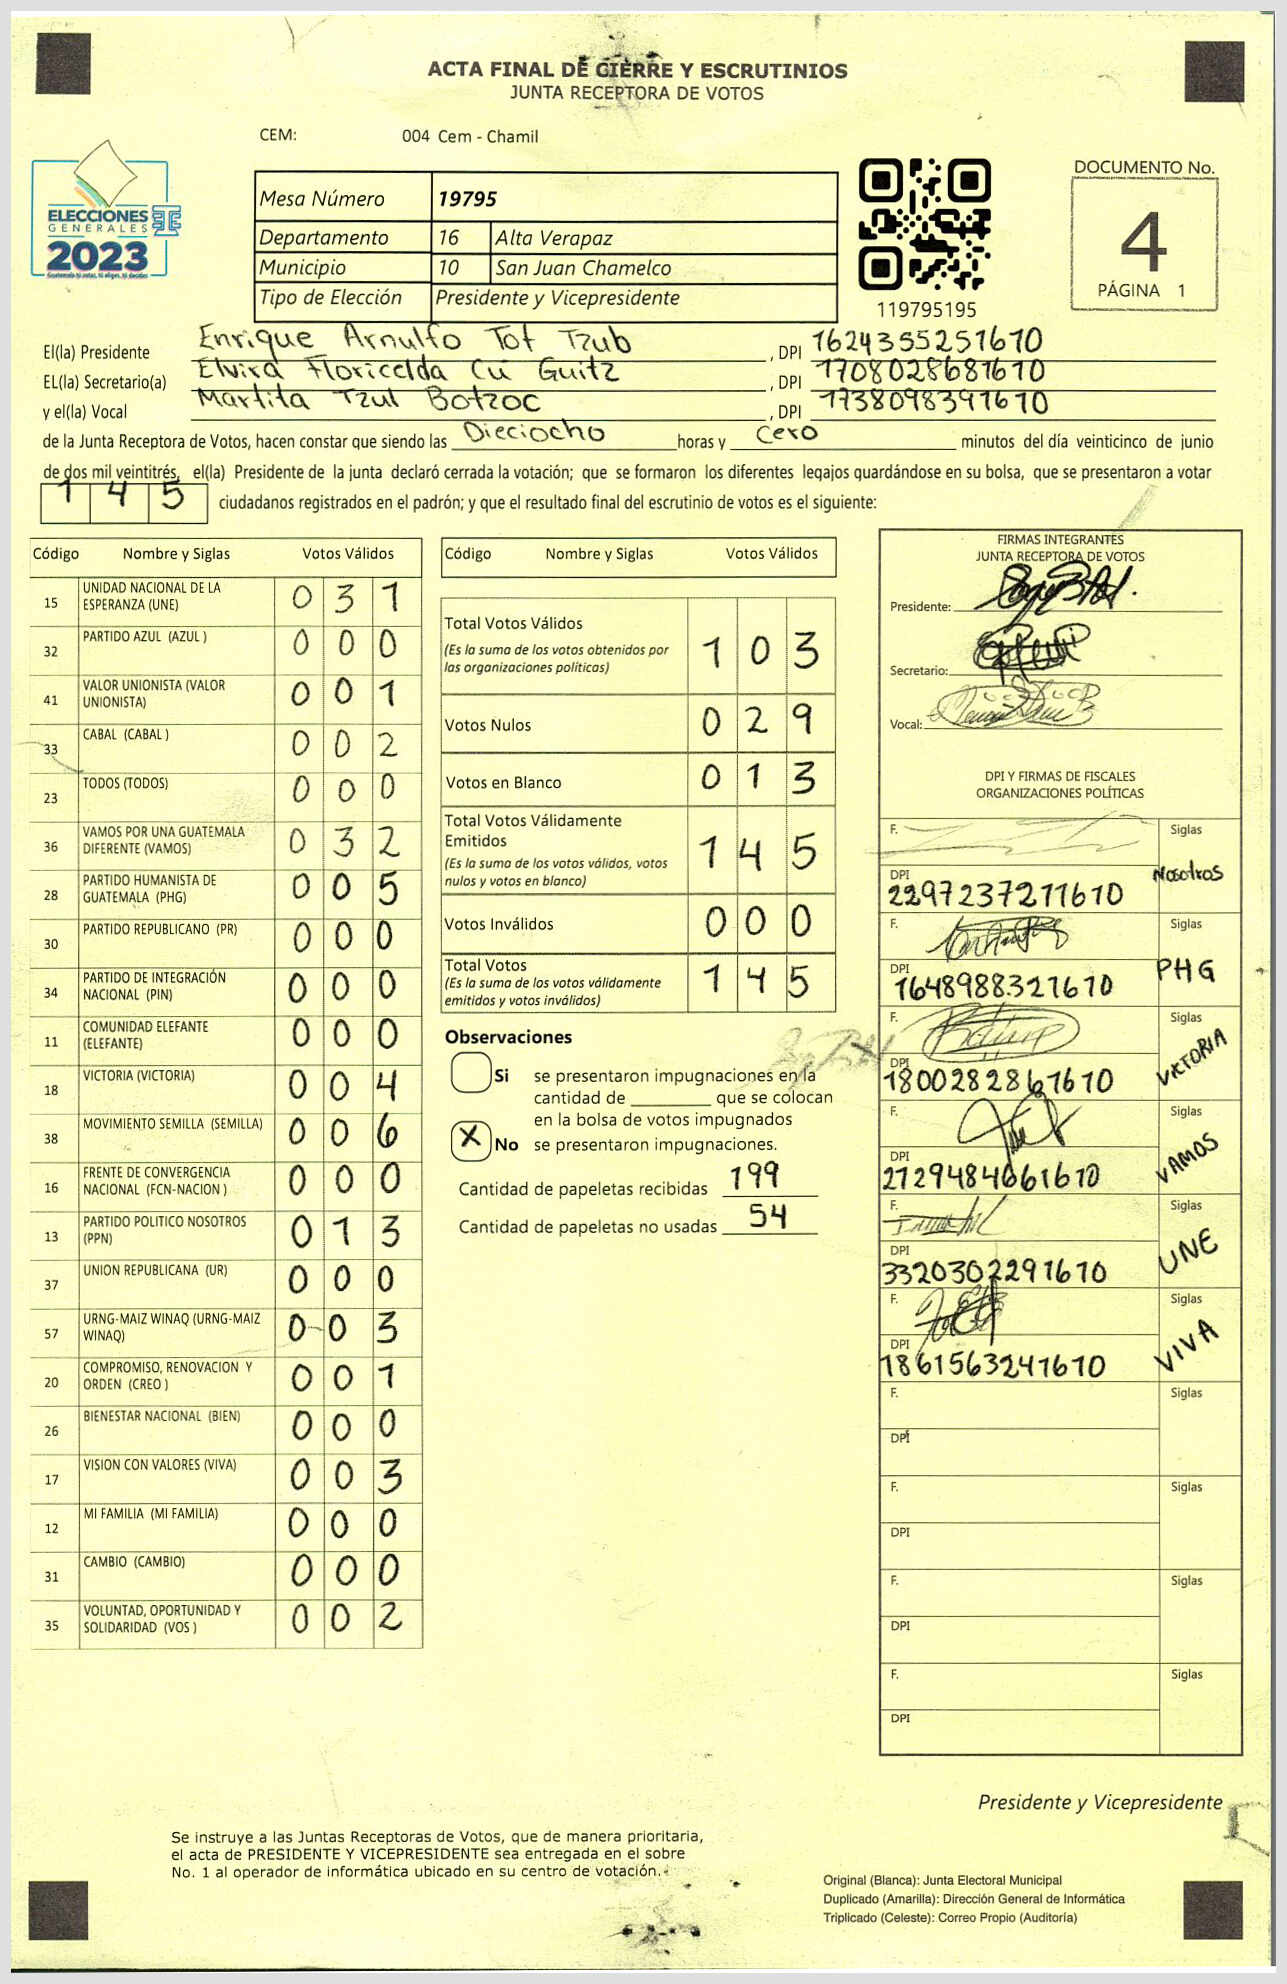 ACTA FINAL DE CIERRE Y ESCRUTINIOS
JUNTA RECEPTORA DE VOTOS
CEM: 004 Cem - Chamil
ELECCIONES
GENERALES
2023
Mesa Número 19795
Departamento 16 Alta Verapaz
Municipio 10 San Juan Chamelco
Tipo de Elección Presidente y Vicepresidente
119795195
DOCUMENTO No.
4
PÁGINA 1
El(la) Presidente Enrique Arnulfo Tot Tzub , DPI 1624355251610
EL(la) Secretario(a) Elvira Floricelda Cú Guitz , DPI 1708028681610
y el(la) Vocal Martita Tzul Botzoc , DPI 1738098391610
de la Junta Receptora de Votos, hacen constar que siendo las Dieciocho horas y Cero minutos del día veinticinco de junio
de dos mil veintitrés, el(la) Presidente de la junta declaró cerrada la votación; que se formaron los diferentes legajos guardándose en su bolsa, que se presentaron a votar
1 4 5 ciudadanos registrados en el padrón; y que el resultado final del escrutinio de votos es el siguiente:
Código Nombre y Siglas Votos Válidos
15 UNIDAD NACIONAL DE LA ESPERANZA (UNE) 0 3 1
32 PARTIDO AZUL (AZUL ) 0 0 0
41 VALOR UNIONISTA (VALOR UNIONISTA) 0 0 1
33 CABAL (CABAL ) 0 0 2
23 TODOS (TODOS) 0 0 0
36 VAMOS POR UNA GUATEMALA DIFERENTE (VAMOS) 0 3 2
28 PARTIDO HUMANISTA DE GUATEMALA (PHG) 0 0 5
30 PARTIDO REPUBLICANO (PR) 0 0 0
34 PARTIDO DE INTEGRACIÓN NACIONAL (PIN) 0 0 0
11 COMUNIDAD ELEFANTE (ELEFANTE) 0 0 0
18 VICTORIA (VICTORIA) 0 0 4
38 MOVIMIENTO SEMILLA (SEMILLA) 0 0 6
16 FRENTE DE CONVERGENCIA NACIONAL (FCN-NACION ) 0 0 0
13 PARTIDO POLITICO NOSOTROS (PPN) 0 1 3
37 UNION REPUBLICANA (UR) 0 0 0
57 URNG-MAIZ WINAQ (URNG-MAIZ WINAQ) 0 0 3
20 COMPROMISO, RENOVACION Y ORDEN (CREO ) 0 0 1
26 BIENESTAR NACIONAL (BIEN) 0 0 0
17 VISION CON VALORES (VIVA) 0 0 3
12 MI FAMILIA (MI FAMILIA) 0 0 0
31 CAMBIO (CAMBIO) 0 0 0
35 VOLUNTAD, OPORTUNIDAD Y SOLIDARIDAD (VOS ) 0 0 2
Código Nombre y Siglas Votos Válidos
Total Votos Válidos 1 0 3
(Es la suma de los votos obtenidos por
las organizaciones políticas)
Votos Nulos 0 2 9
Votos en Blanco 0 1 3
Total Votos Válidamente
Emitidos 1 4 5
(Es la suma de los votos válidos, votos
nulos y votos en blanco)
Votos Inválidos 0 0 0
Total Votos 1 4 5
(Es la suma de los votos válidamente
emitidos y votos inválidos)
Observaciones
Si se presentaron impugnaciones en la
cantidad de ________ que se colocan
en la bolsa de votos impugnados
X No se presentaron impugnaciones.
Cantidad de papeletas recibidas 199
Cantidad de papeletas no usadas 54
FIRMAS INTEGRANTES
JUNTA RECEPTORA DE VOTOS
Presidente:
Secretario:
Vocal:
DPI Y FIRMAS DE FISCALES
ORGANIZACIONES POLÍTICAS
F. Siglas
DPI 2297237211610 Nosotros
F. Siglas
DPI 1648988321610 PHG
F. Siglas
DPI 1800282861610 VICTORIA
F. Siglas
DPI 2729484661610 VAMOS
F. Siglas
DPI 3320302291610 UNE
F. Siglas
DPI 1861563241610 VIVA
F. Siglas
DPI
F. Siglas
DPI
F. Siglas
DPI
F. Siglas
DPI
Presidente y Vicepresidente
Se instruye a las Juntas Receptoras de Votos, que de manera prioritaria,
el acta de PRESIDENTE Y VICEPRESIDENTE sea entregada en el sobre
No. 1 al operador de informática ubicado en su centro de votación.
Original (Blanca): Junta Electoral Municipal
Duplicado (Amarilla): Dirección General de Informática
Triplicado (Celeste): Correo Propio (Auditoría)